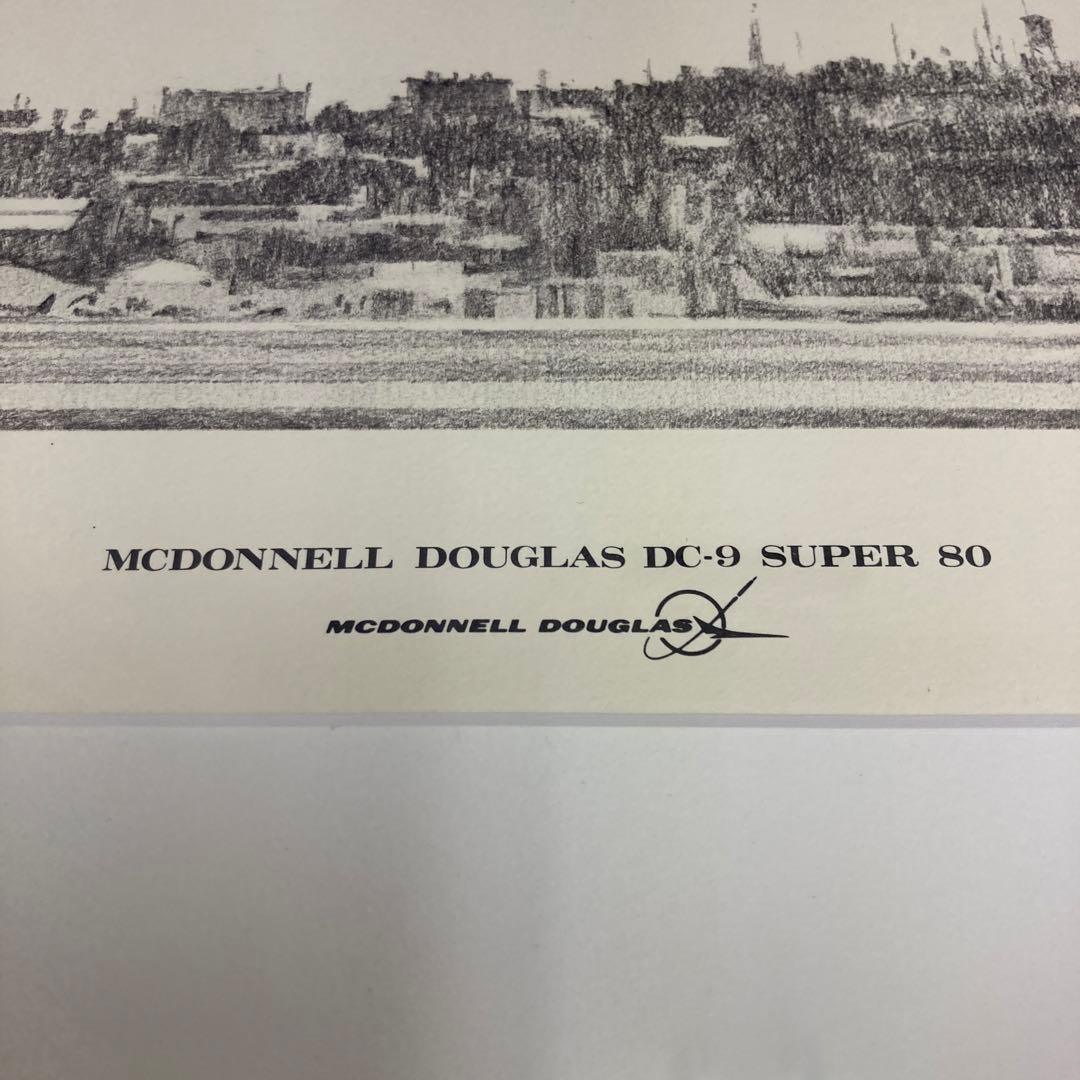 MCDONNELL DOUGLAS DC-9 SUPER 80
MCDONNELL DOUGLAS